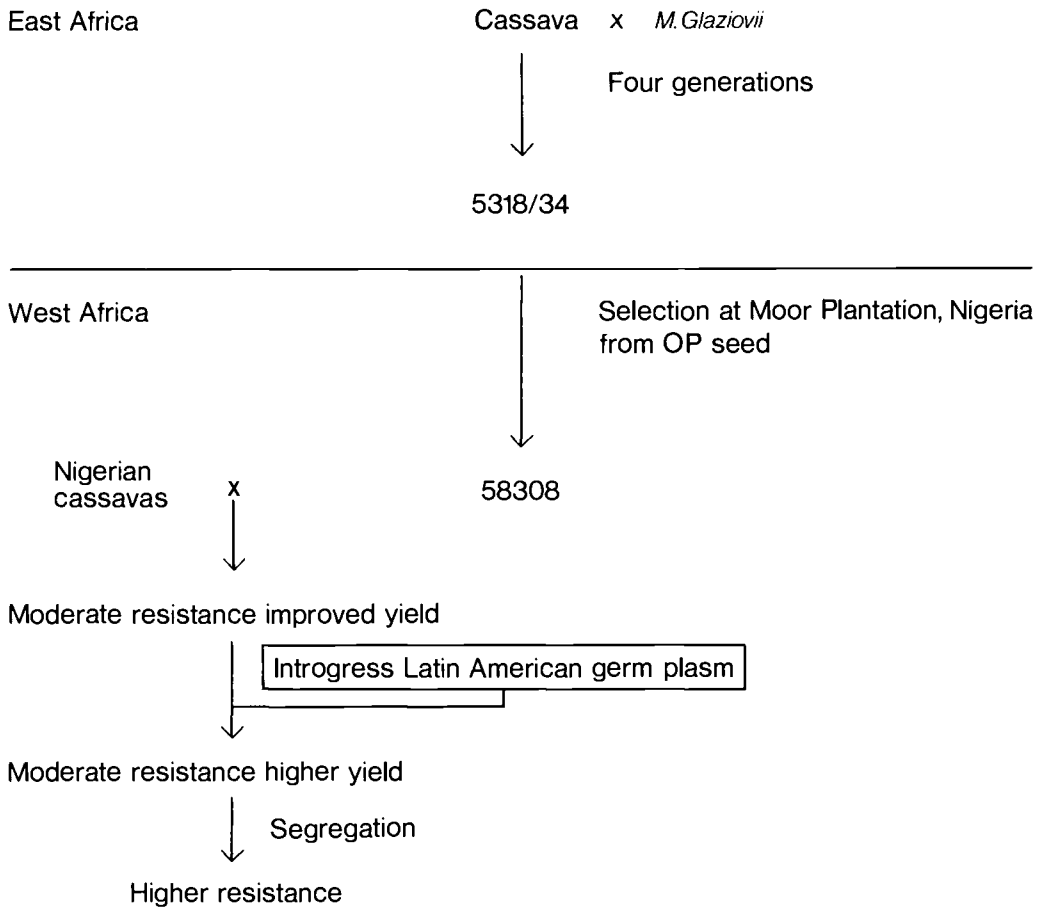 East Africa
Cassava x M. Glaziovii
Four generations
5318/34
West Africa
Selection at Moor Plantation, Nigeria
from OP seed
Nigerian
cassavas
x
58308
Moderate resistance improved yield
Introgress Latin American germ plasm
Moderate resistance higher yield
Segregation
Higher resistance